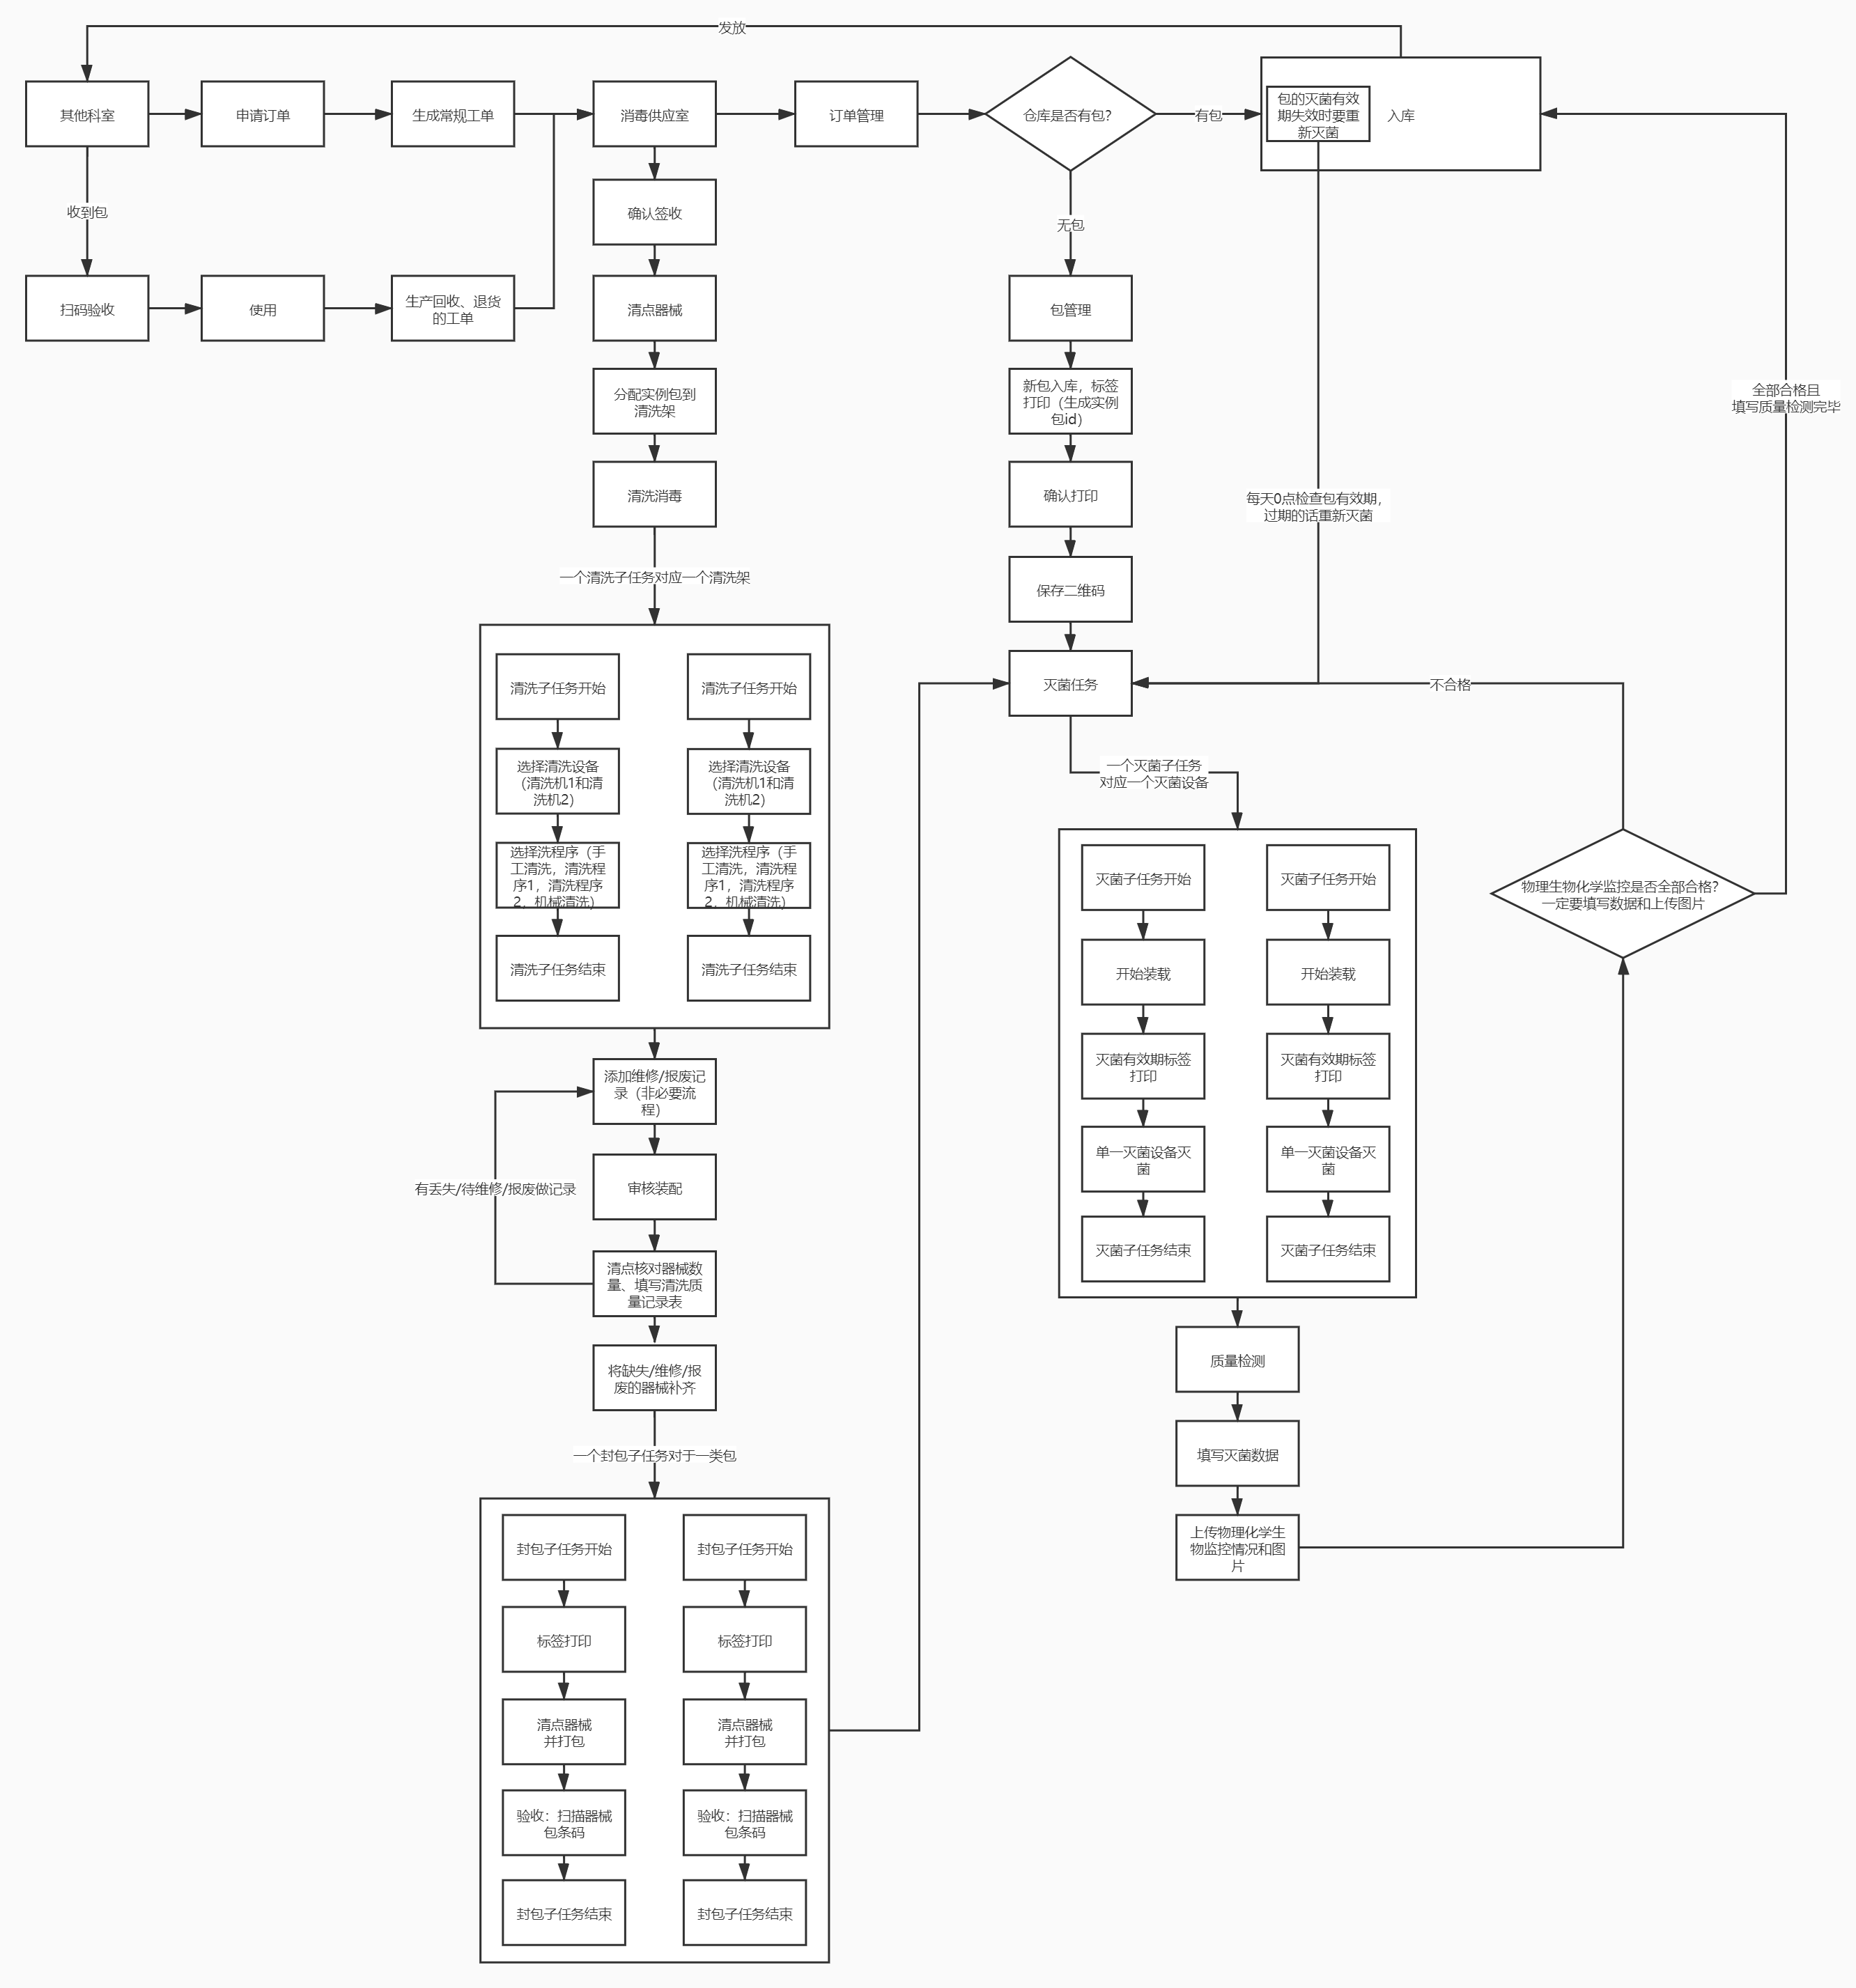 发放
其他科室
申请订单
生成常规工单
消毒供应室
订单管理
仓库是否有包?
有包
包的灭菌有效
期失效时要重
新灭菌
入库
收到包
确认签收
无包
扫码验收
使用
生产回收、退货
的工单
清点器械
包管理
分配实例包到
清洗架
新包入库，标签
打印（生成实例
包id）
全部合格且
填写质量检测完毕
清洗消毒
确认打印
每天0点检查包有效期，
过期的话重新灭菌
一个清洗子任务对应一个清洗架
保存二维码
清洗子任务开始
清洗子任务开始
灭菌任务
不合格
选择清洗设备
（清洗机1和清
洗机2）
选择清洗设备
（清洗机1和清
洗机2）
一个灭菌子任务
对应一个灭菌设备
选择洗程序（手
工清洗，清洗程
序1，清洗程序
2，机械清洗）
选择洗程序（手
工清洗，清洗程
序1，清洗程序
2，机械清洗）
灭菌子任务开始
灭菌子任务开始
物理生物化学监控是否全部合格?
一定要填写数据和上传图片
清洗子任务结束
清洗子任务结束
开始装载
开始装载
添加维修/报废记
录（非必要流
程）
灭菌有效期标签
打印
灭菌有效期标签
打印
有丢失/待维修/报废做记录
审核装配
单一灭菌设备灭
菌
单一灭菌设备灭
菌
清点核对器械数
量、填写清洗质
量记录表
灭菌子任务结束
灭菌子任务结束
将缺失/维修/报
废的器械补齐
质量检测
一个封包子任务对于一类包
填写灭菌数据
封包子任务开始
封包子任务开始
上传物理化学生
物监控情况和图
片
标签打印
标签打印
清点器械
并打包
清点器械
并打包
验收：扫描器械
包条码
验收：扫描器械
包条码
封包子任务结束
封包子任务结束